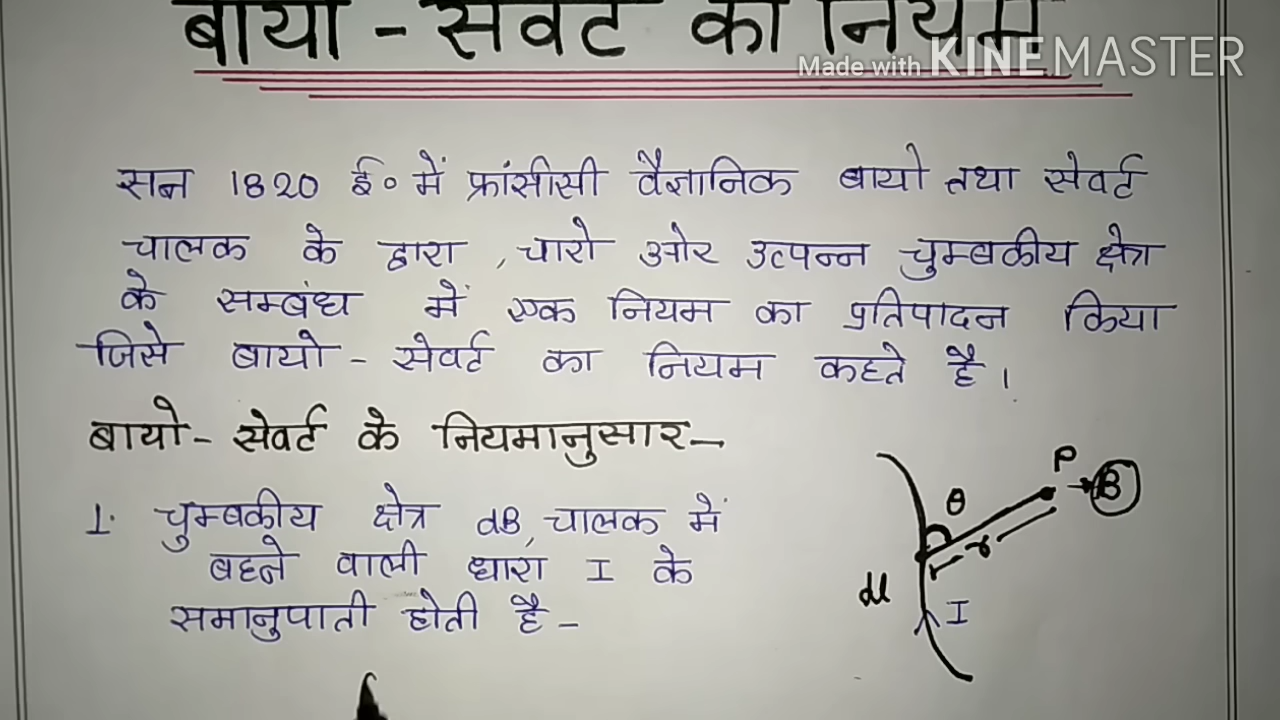 बायो - सेवर्ट का नियम
Made with KINEMASTER
सन 1820 ई० में फ्रांसीसी वैज्ञानिक बायो तथा सेवर्ट
चालक के द्वारा , चारो ओर उत्पन्न चुम्बकीय क्षेत्र
के सम्बंध में एक नियम का प्रतिपादन किया
जिसे बायो - सेवर्ट का नियम कहते है।
बायो - सेवर्ट के नियमानुसार -
1. चुम्बकीय क्षेत्र dB, चालक में
बहने वाली धारा I के
समानुपाती होती है -
P
B
θ
r
dl
I